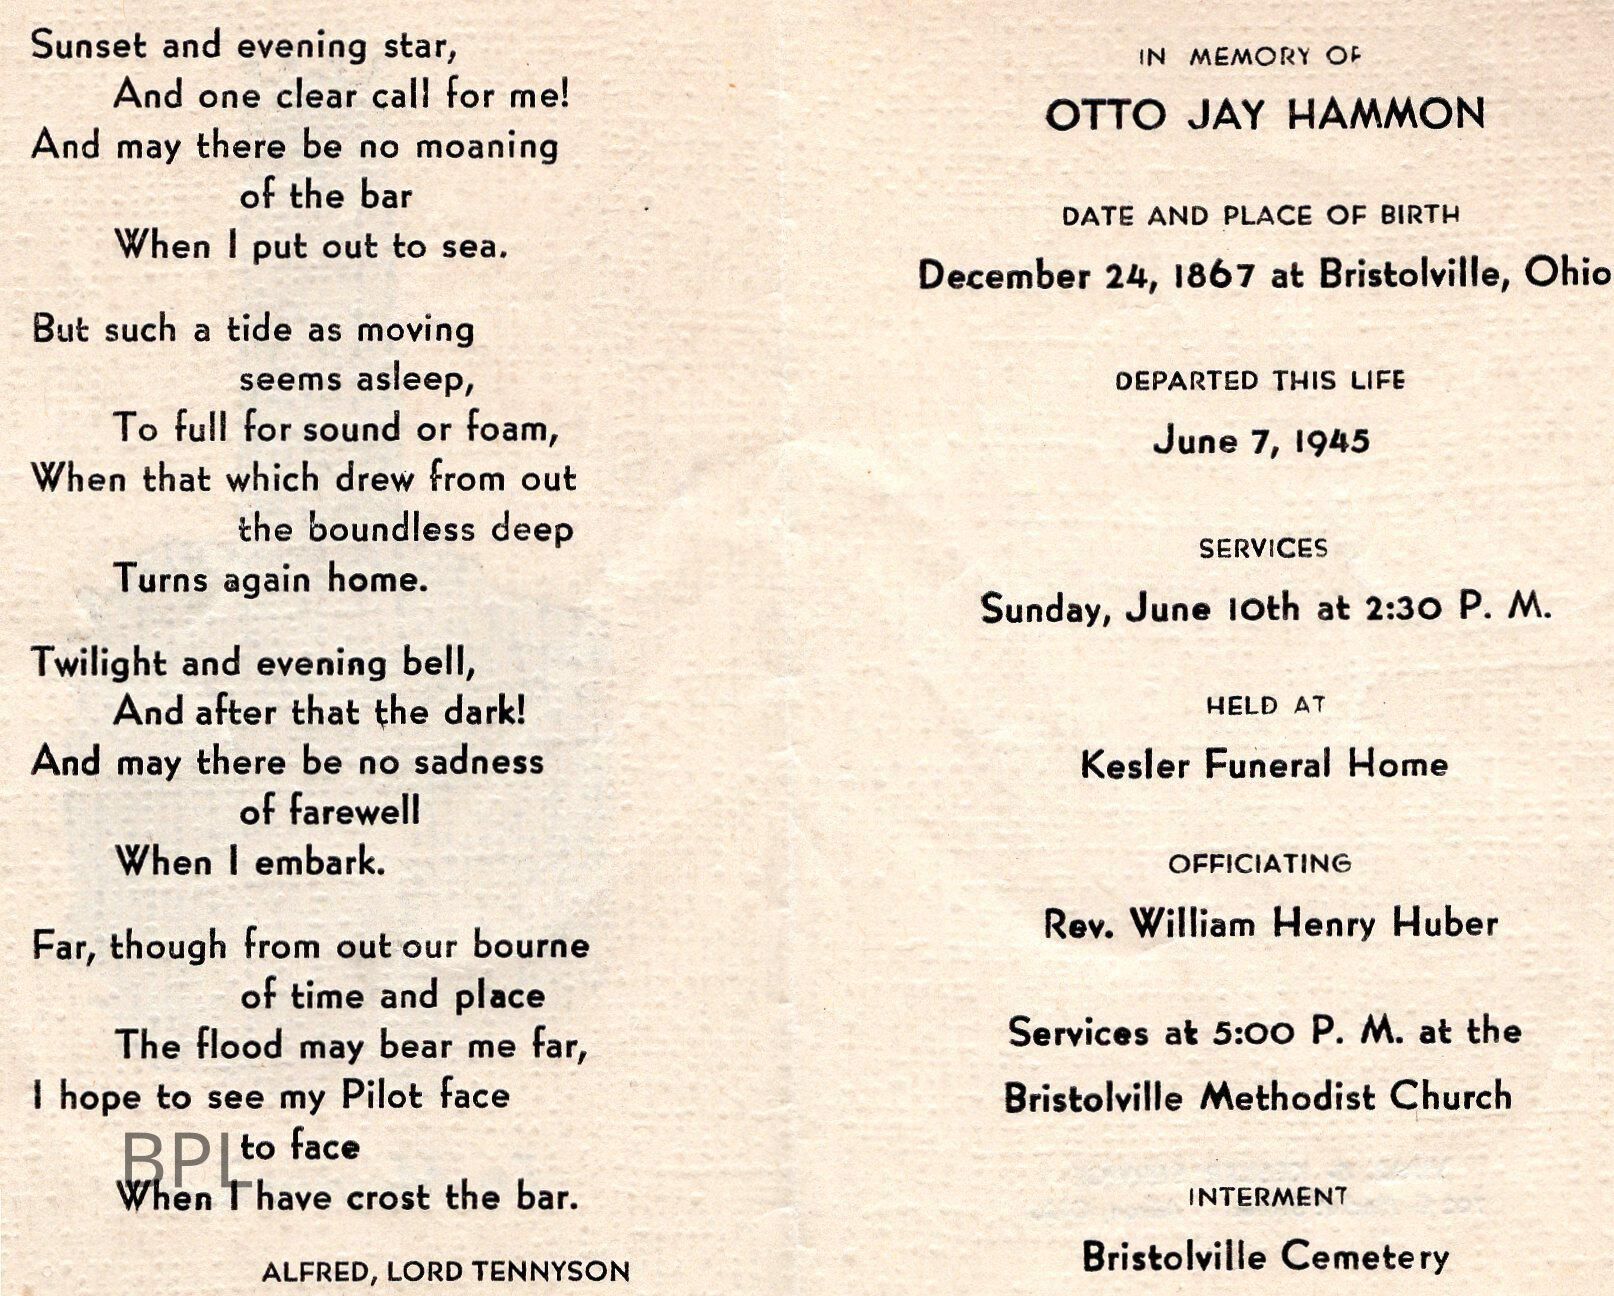 Sunset and evening star,
And one clear call for me!
And may there be no moaning
of the bar
When I put out to sea.
But such a tide as moving
seems asleep,
To full for sound or foam,
When that which drew from out
the boundless deep
Turns again home.
Twilight and evening bell,
And after that the dark!
And may there be no sadness
of farewell
When I embark.
Far, though from out our bourne
of time and place
The flood may bear me far,
I hope to see my Pilot face
to face
When I have crost the bar.
ALFRED, LORD TENNYSON
BPL
IN MEMORY OF
OTTO JAY HAMMON
DATE AND PLACE OF BIRTH
December 24, 1867 at Bristolville, Ohio
DEPARTED THIS LIFE
June 7, 1945
SERVICES
Sunday, June 10th at 2:30 P. M.
HELD AT
Kesler Funeral Home
OFFICIATING
Rev. William Henry Huber
Services at 5:00 P. M. at the
Bristolville Methodist Church
INTERMENT
Bristolville Cemetery